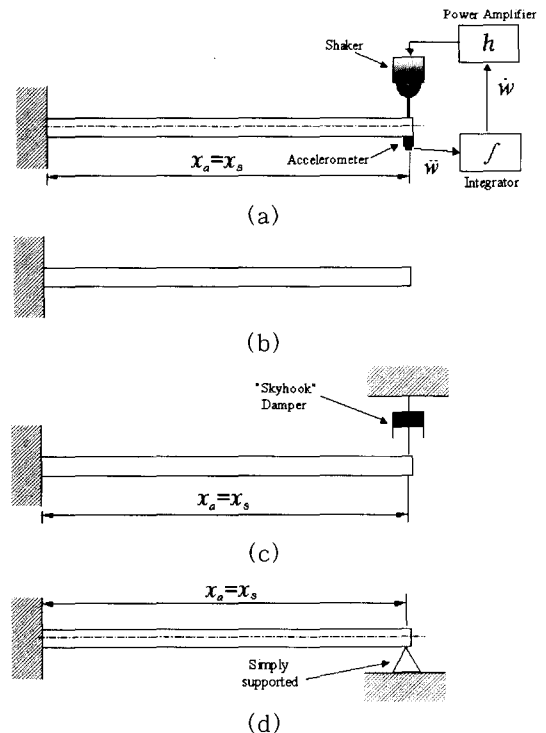 Power Amplifier
Shaker
h
ẇ
Accelerometer
ẅ
∫
Integrator
xₐ=xₛ
(a)
(b)
"Skyhook"
Damper
xₐ=xₛ
(c)
xₐ=xₛ
Simply
supported
(d)